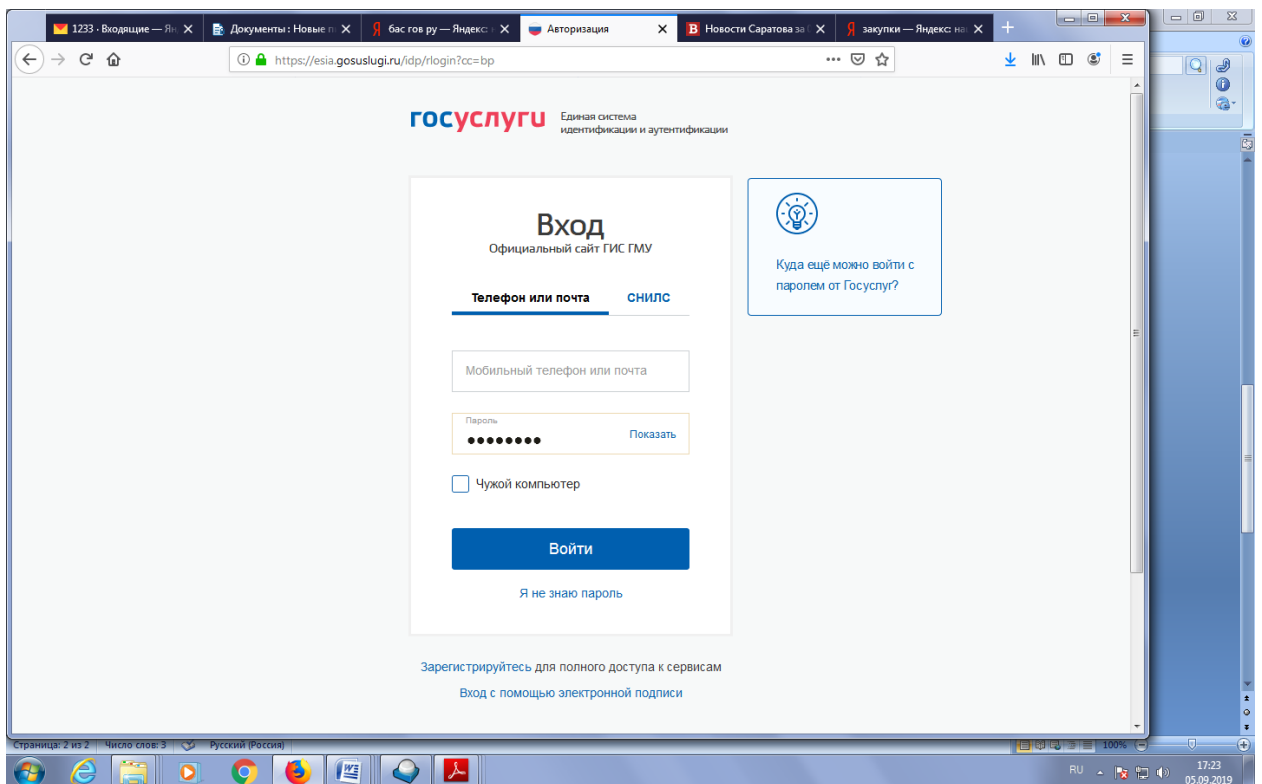 1233 · Входящие — Ян
Документы : Новые п
бас гов ру — Яндекс:
Авторизация
Новости Саратова за
закупки — Яндекс: на
https://esia.gosuslugi.ru/idp/rlogin?cc=bp
госуслуги
Единая система
идентификации и аутентификации
Вход
Официальный сайт ГИС ГМУ
Телефон или почта
СНИЛС
Мобильный телефон или почта
Пароль
Показать
Чужой компьютер
Войти
Я не знаю пароль
Куда ещё можно войти с
паролем от Госуслуг?
Зарегистрируйтесь для полного доступа к сервисам
Вход с помощью электронной подписи
Страница: 2 из 2
Число слов: 3
Русский (Россия)
100%
RU
17:23
05.09.2019